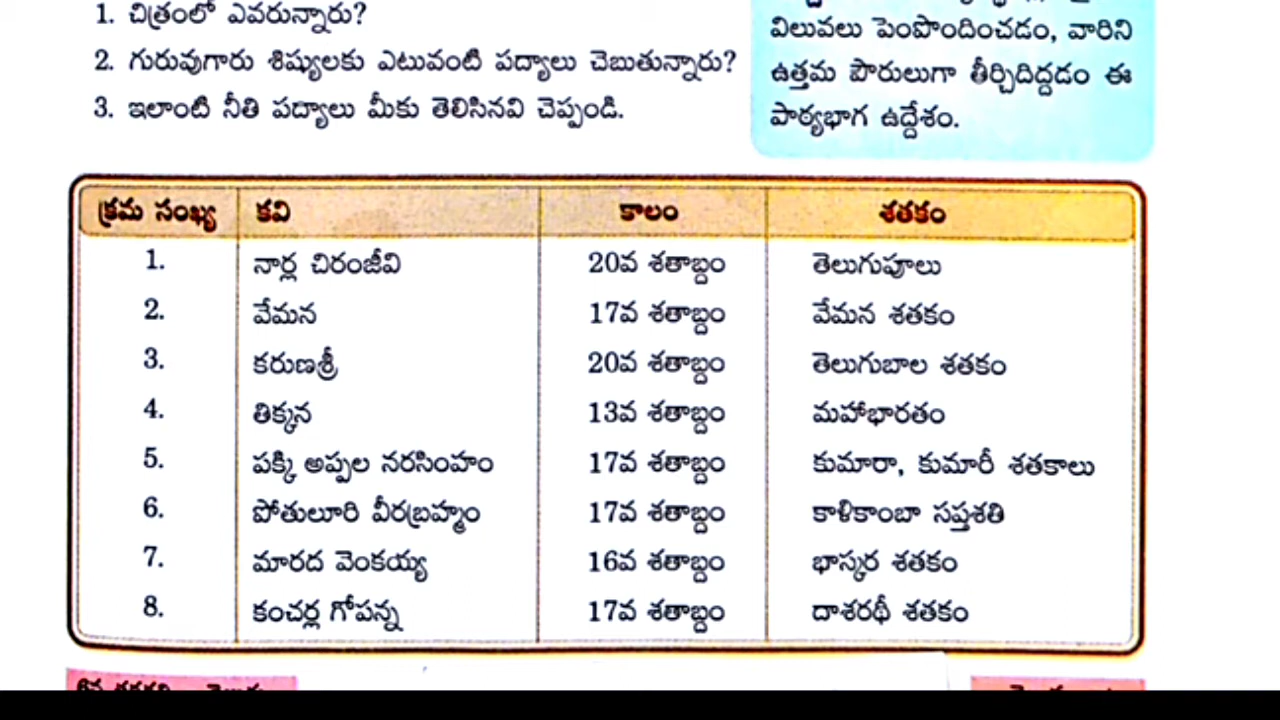 1. చిత్రంలో ఎవరున్నారు?
2. గురువుగారు శిష్యులకు ఎటువంటి పద్యాలు చెబుతున్నారు?
3. ఇలాంటి నీతి పద్యాలు మీకు తెలిసినవి చెప్పండి.
విలువలు పెంపొందించడం, వారిని
ఉత్తమ పౌరులుగా తీర్చిదిద్దడం ఈ
పాఠ్యభాగ ఉద్దేశం.
క్రమ సంఖ్య కవి కాలం శతకం
1. నార్ల చిరంజీవి 20వ శతాబ్దం తెలుగుపూలు
2. వేమన 17వ శతాబ్దం వేమన శతకం
3. కరుణశ్రీ 20వ శతాబ్దం తెలుగుబాల శతకం
4. తిక్కన 13వ శతాబ్దం మహాభారతం
5. పక్కి అప్పల నరసింహం 17వ శతాబ్దం కుమారా, కుమారీ శతకాలు
6. పోతులూరి వీరబ్రహ్మం 17వ శతాబ్దం కాళికాంబా సప్తశతి
7. మారద వెంకయ్య 16వ శతాబ్దం భాస్కర శతకం
8. కంచర్ల గోపన్న 17వ శతాబ్దం దాశరథీ శతకం